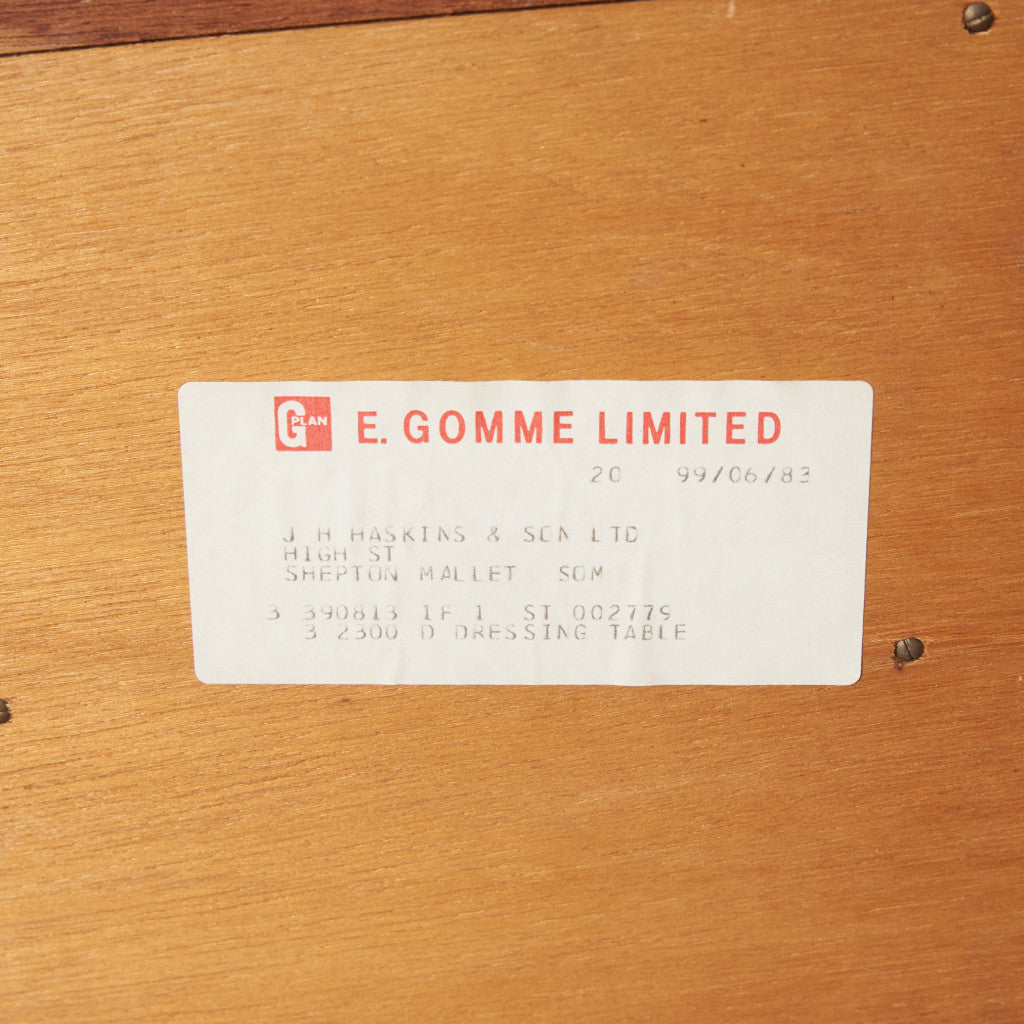 G PLAN E. GOMME LIMITED
20 99/06/83
J H HASKINS & SON LTD
HIGH ST
SHEPTON MALLET SOM
3 390813 1F 1 ST 002779
3 2300 D DRESSING TABLE